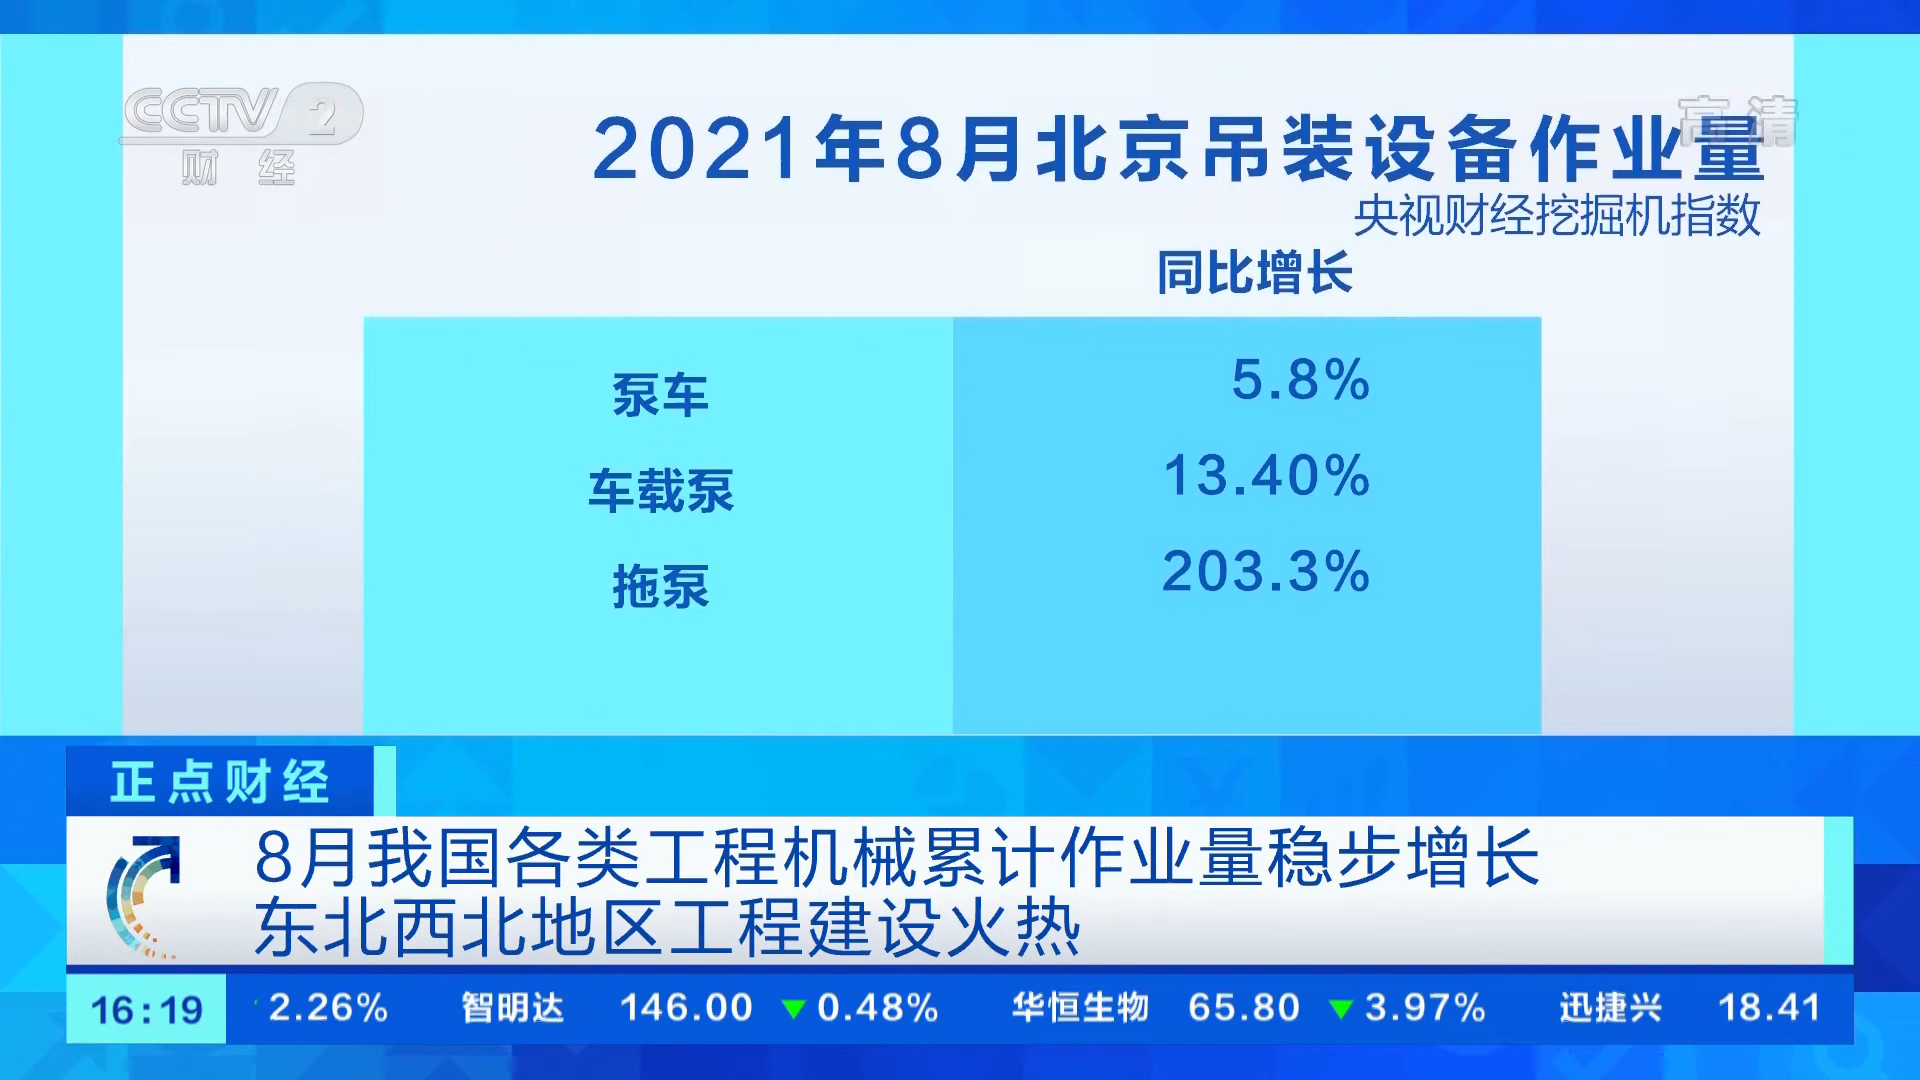 CCTV 2
财 经
高清
2021年8月北京吊装设备作业量
央视财经挖掘机指数
同比增长
泵车 5.8%
车载泵 13.40%
拖泵 203.3%
正点财经
8月我国各类工程机械累计作业量稳步增长
东北西北地区工程建设火热
16:19 2.26% 智明达 146.00 ▼0.48% 华恒生物 65.80 ▼3.97% 迅捷兴 18.41